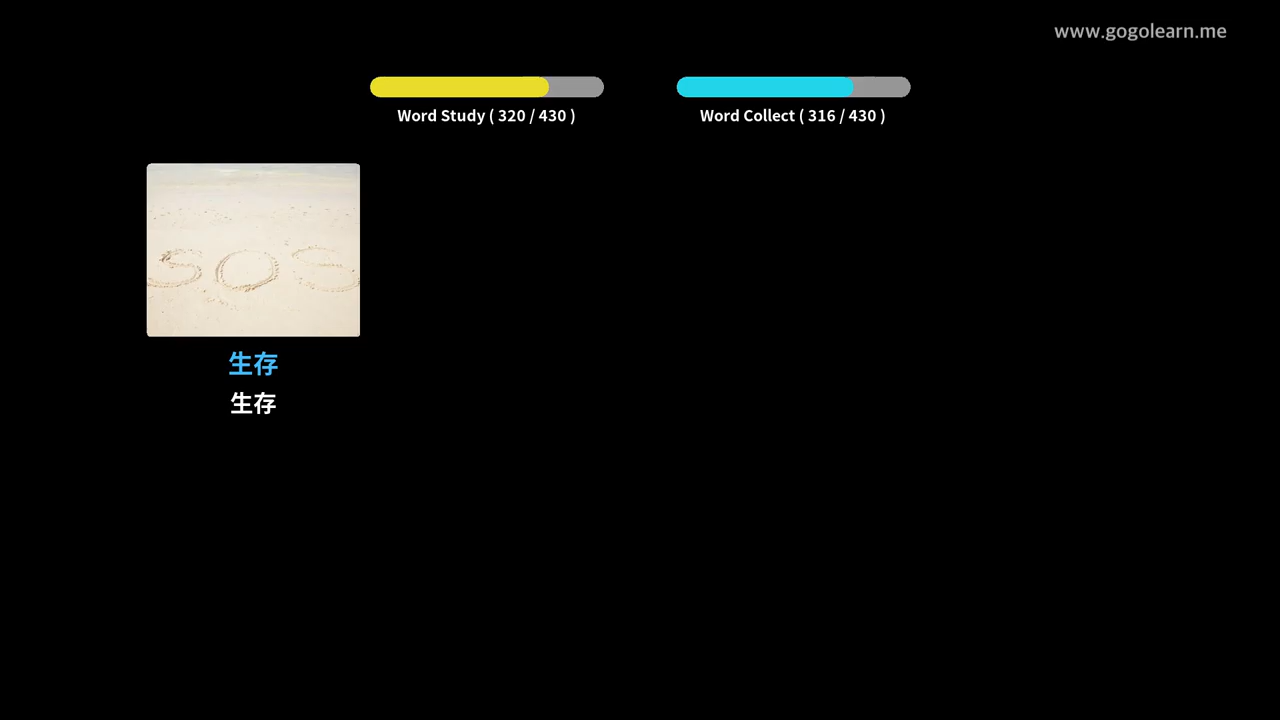 www.gogolearn.me
Word Study ( 320 / 430 )
Word Collect ( 316 / 430 )
SOS
生存
生存